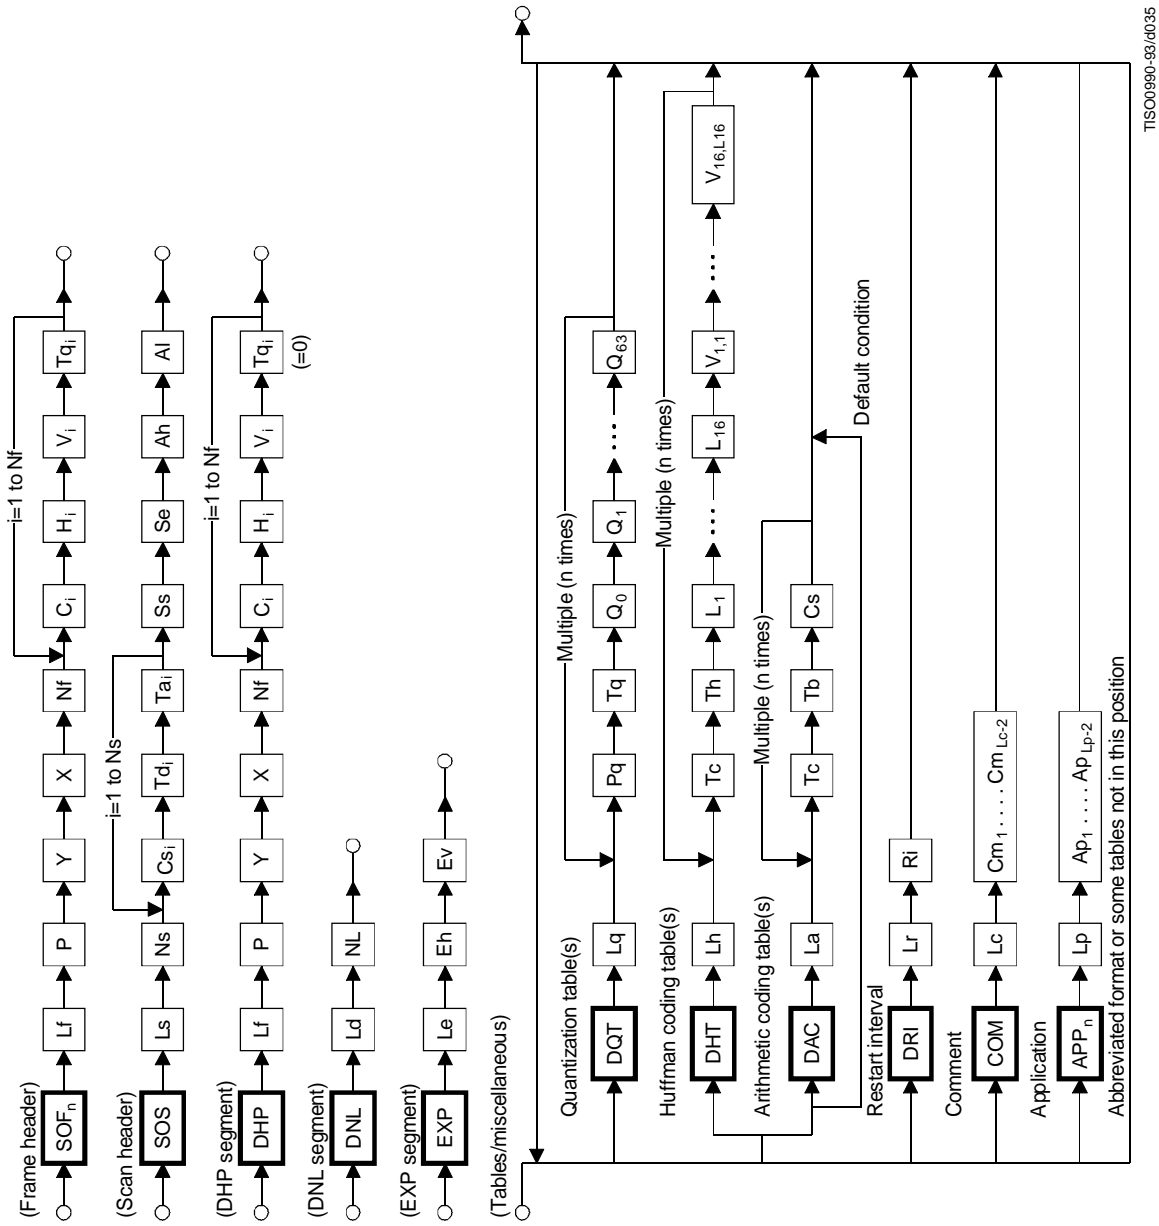 (Frame header)
i=1 to Nf
SOFn Lf P Y X Nf Ci Hi Vi Tqi
(Scan header)
i=1 to Ns
SOS Ls Ns Csi Tdi Tai Ss Se Ah Al
(DHP segment)
i=1 to Nf
DHP Lf P Y X Nf Ci Hi Vi Tqi
(=0)
(DNL segment)
DNL Ld NL
(EXP segment)
EXP Le Eh Ev
(Tables/miscellaneous)
Quantization table(s)
Multiple (n times)
DQT Lq Pq Tq Q0 Q1 .... Q63
Huffman coding table(s)
Multiple (n times)
DHT Lh Tc Th L1 .... L16 V1,1 .... V16,L16
Arithmetic coding table(s)
Multiple (n times)
DAC La Tc Tb Cs
Default condition
Restart interval
DRI Lr Ri
Comment
COM Lc Cm1 . . . . CmLc-2
Application
APPn Lp Ap1 . . . . ApLp-2
Abbreviated format or some tables not in this position
TISO0990-93/d035